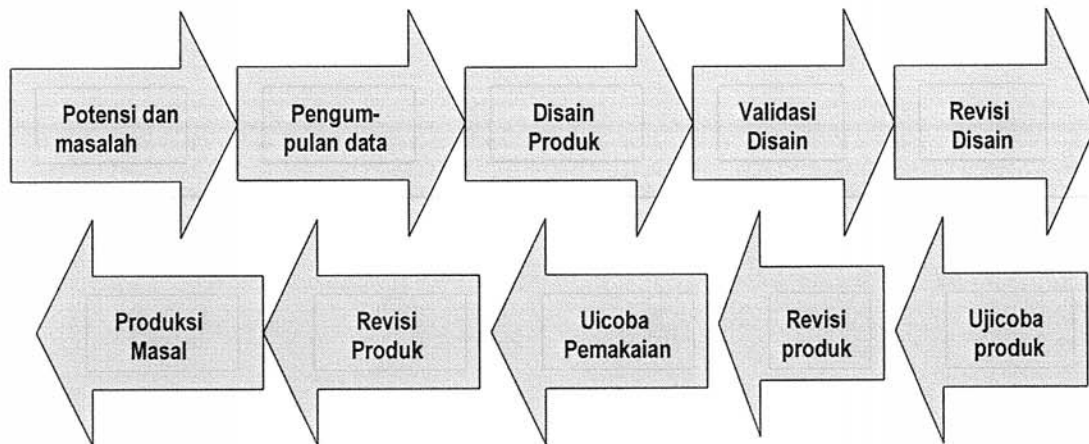 Potensi dan
masalah
Pengum-
pulan data
Disain
Produk
Validasi
Disain
Revisi
Disain
Ujicoba
produk
Revisi
produk
Uicoba
Pemakaian
Revisi
Produk
Produksi
Masal